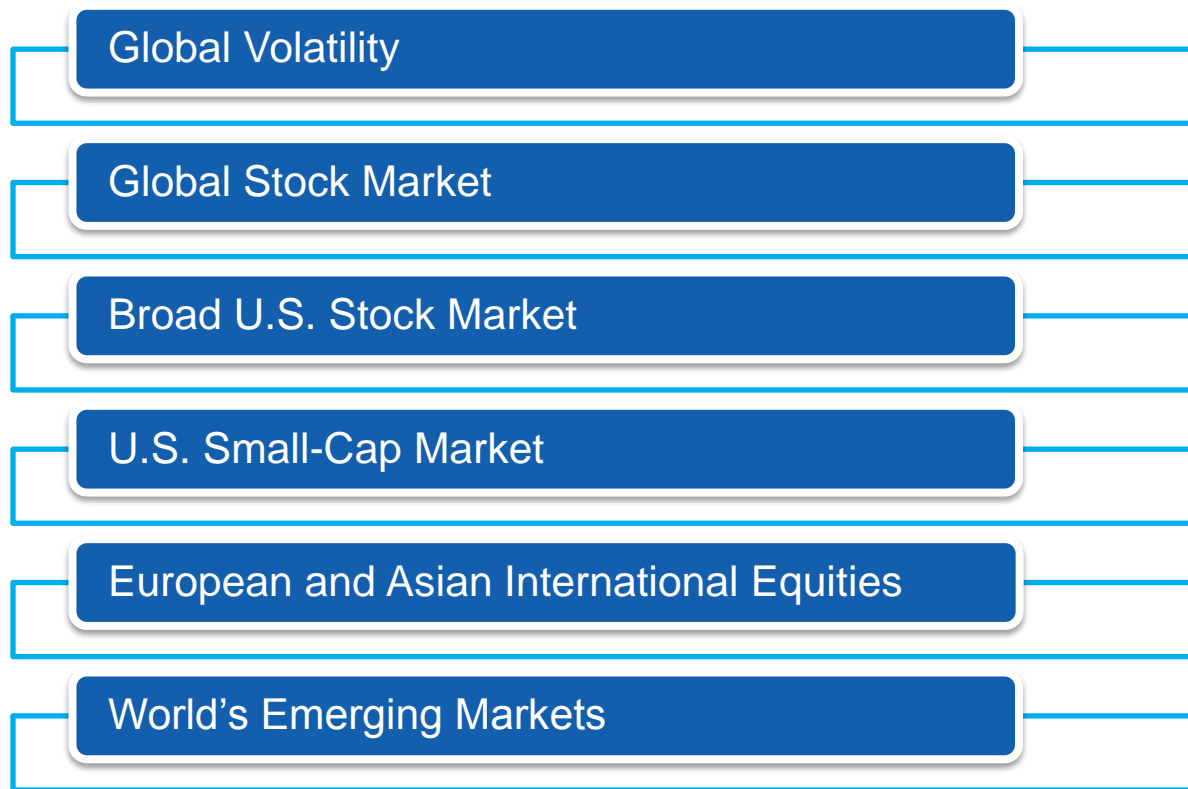 Global Volatility
Global Stock Market
Broad U.S. Stock Market
U.S. Small-Cap Market
European and Asian International Equities
World’s Emerging Markets